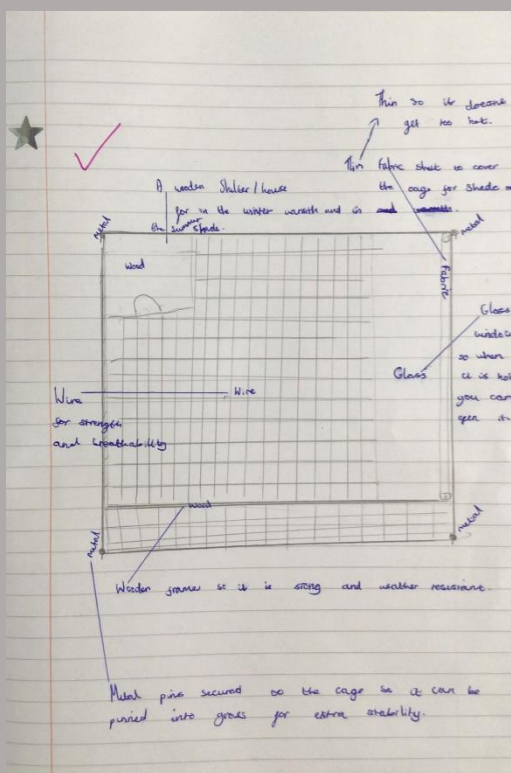 Thin so it doesnt
get too hot.
Thin Fabric sheet to cover
the cage for shade
A wooden Shelter / house
for in the winter warmth and in
the summer shade.
metal
metal
wood
Fabric
Glass
window
so when
it is hot
you can
open it
Glass
Wire
Wire
for strength
and breathability
wood
metal
metal
Wooden frame so it is strong and weather resistant.
Metal pins secured to the cage so it can be
pinned into grass for extra stability.